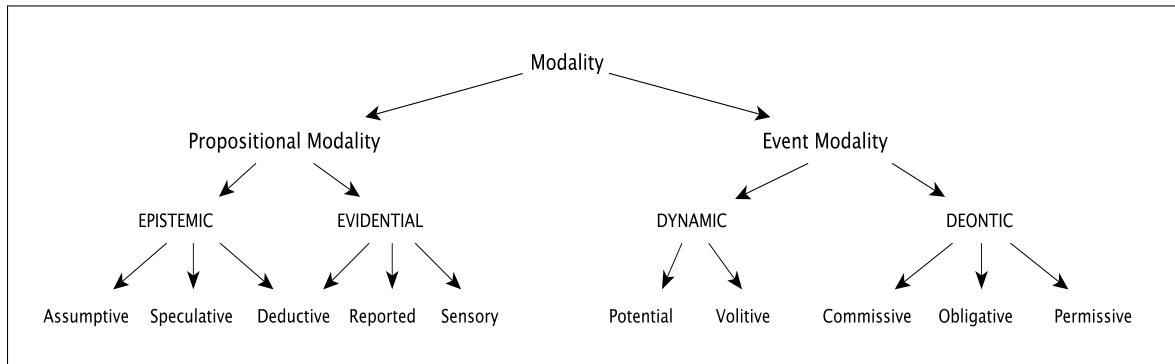 Modality
Propositional Modality Event Modality
EPISTEMIC EVIDENTIAL DYNAMIC DEONTIC
Assumptive Speculative Deductive Reported Sensory Potential Volitive Commissive Obligative Permissive